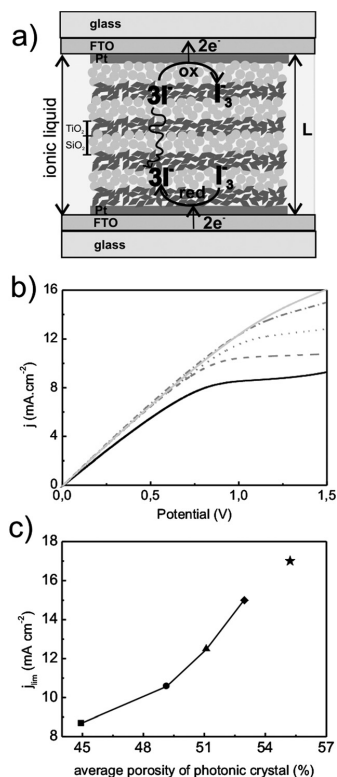 a)
glass
FTO
2e-
Pt
ox
3I-
I-3
ionic liquid
TiO2
SiO2
L
3I-
I-3
red
Pt
FTO
2e-
glass
b)
j (mA.cm-2)
16
12
8
4
0
0,0
0,5
1,0
1,5
Potential (V)
c)
jlim (mA cm-2)
18
16
14
12
10
8
45
48
51
54
57
average porosity of photonic crystal (%)